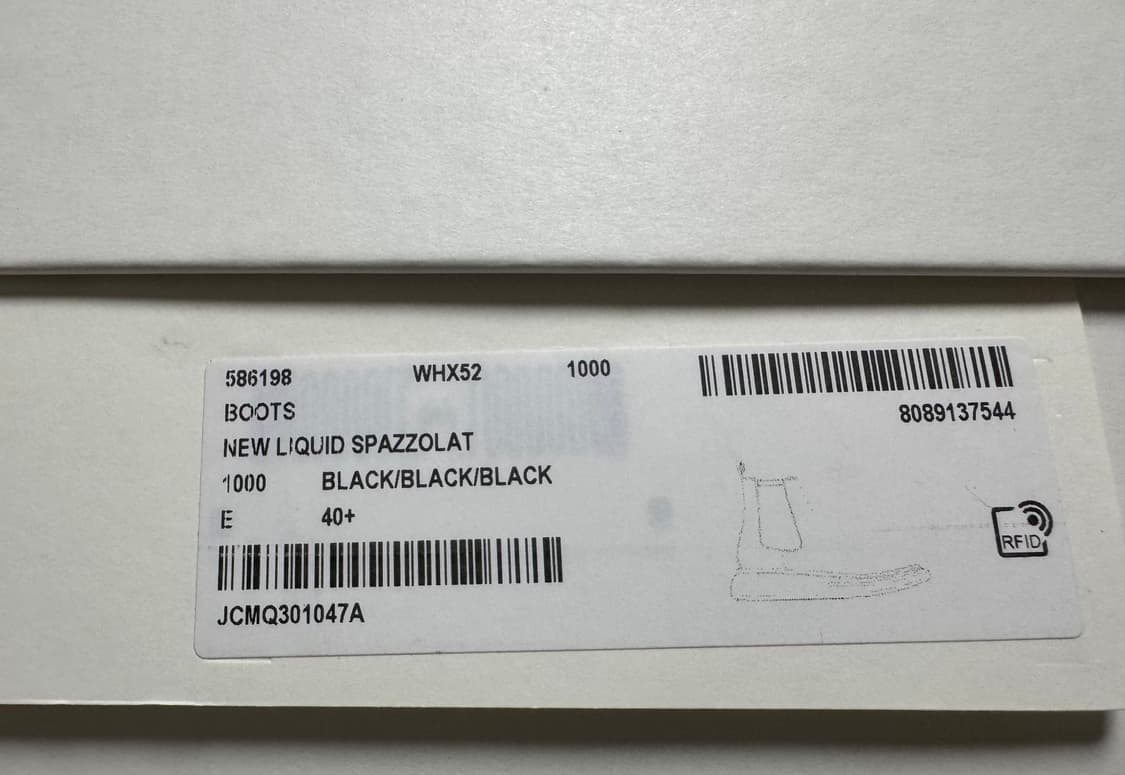 586198 WHX52 1000
BOOTS
NEW LIQUID SPAZZOLAT
1000 BLACK/BLACK/BLACK
E 40+
JCMQ301047A
8089137544
RFID